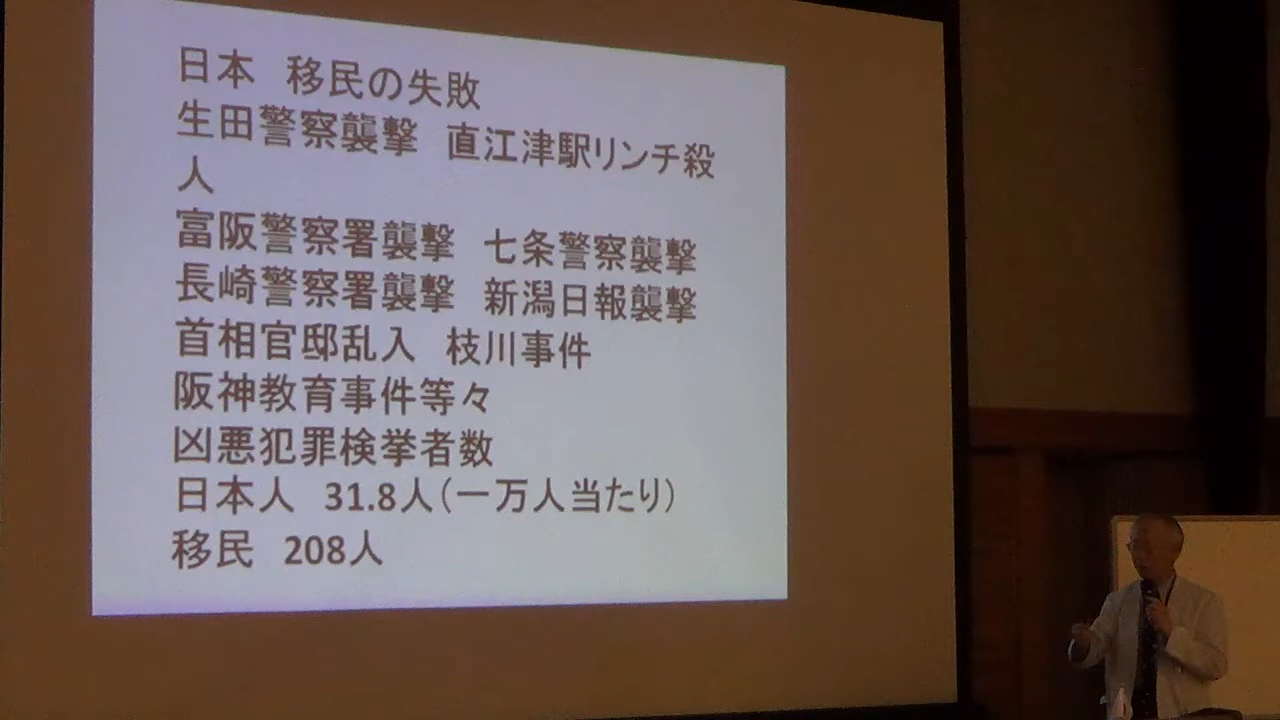 日本　移民の失敗
生田警察襲撃　直江津駅リンチ殺
人
富阪警察署襲撃　七条警察襲撃
長崎警察署襲撃　新潟日報襲撃
首相官邸乱入　枝川事件
阪神教育事件等々
凶悪犯罪検挙者数
日本人　31.8人（一万人当たり）
移民　208人